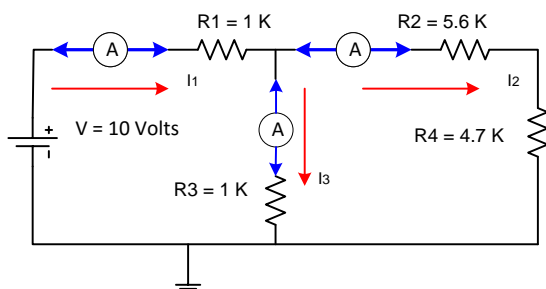 R1 = 1 K
R2 = 5.6 K
A
A
I1
I2
+
-
V = 10 Volts
A
R4 = 4.7 K
R3 = 1 K
I3